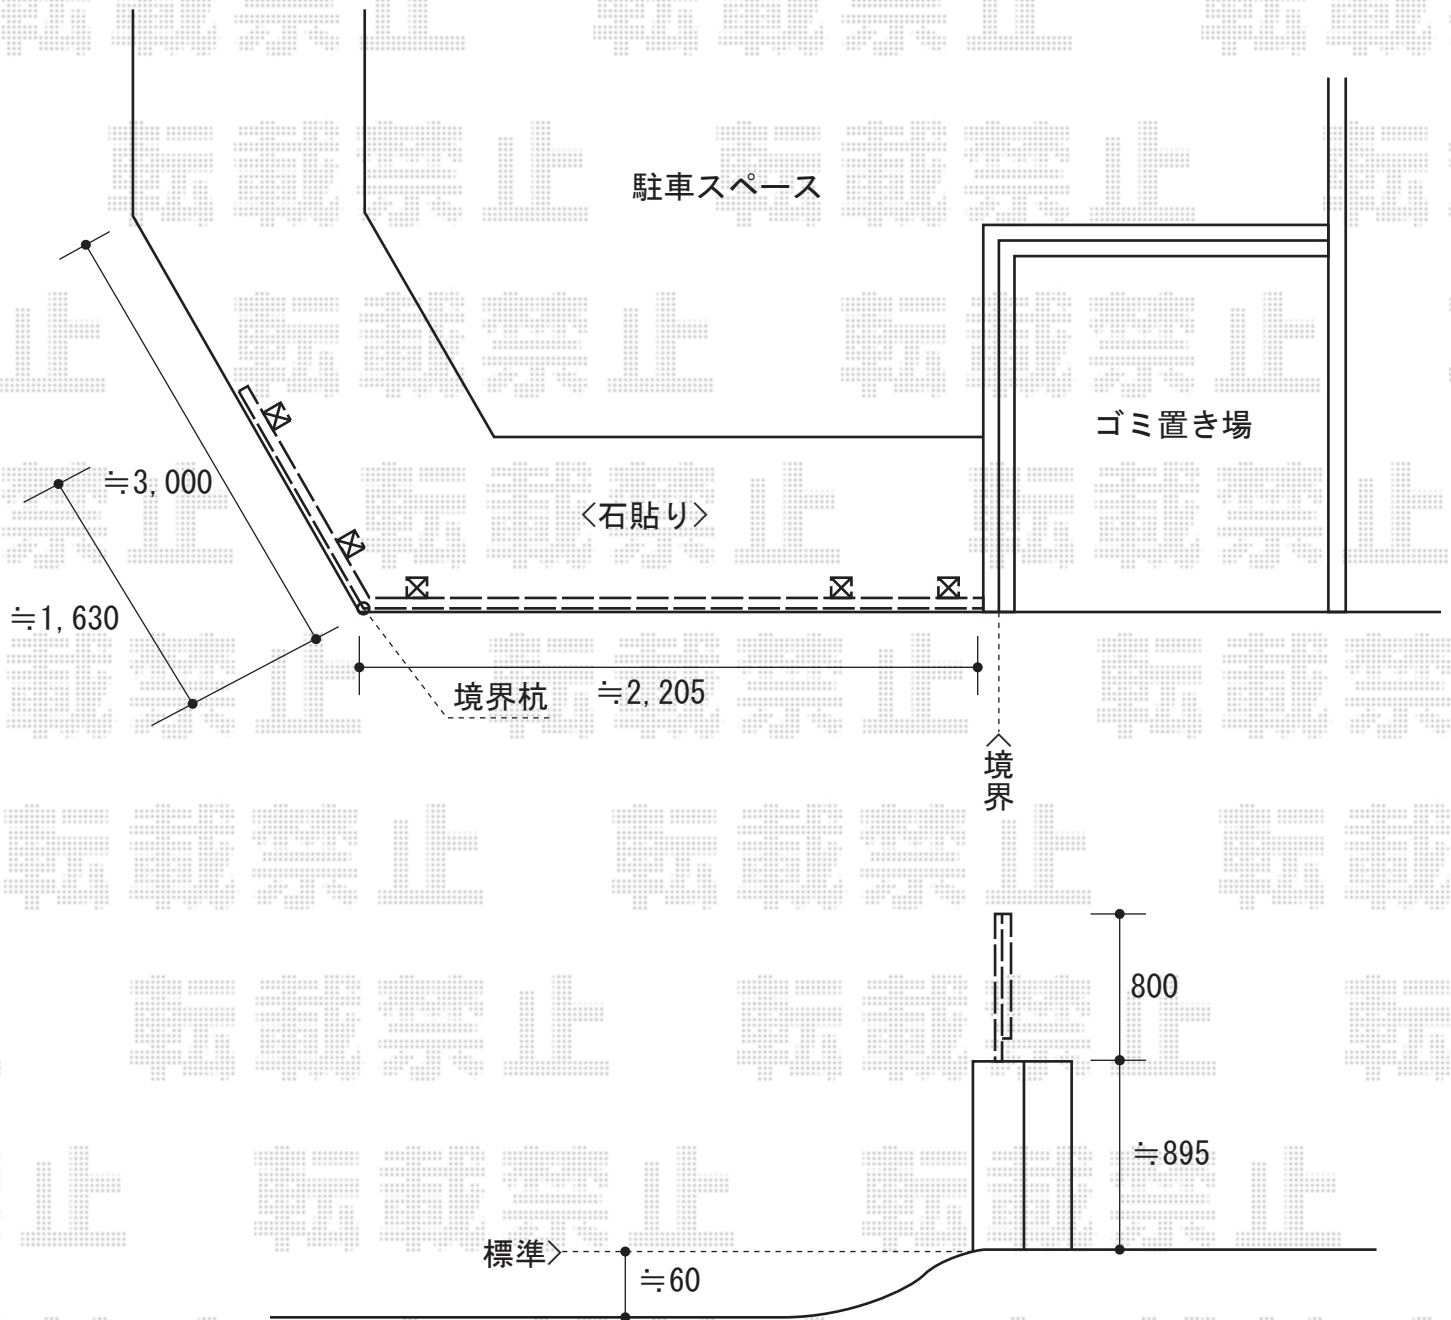 駐車スペース
ゴミ置き場
≒3,000
〈石貼り〉
≒1,630
境界杭
≒2,205
〈境界
800
≒895
標準〉
≒60
転載禁止